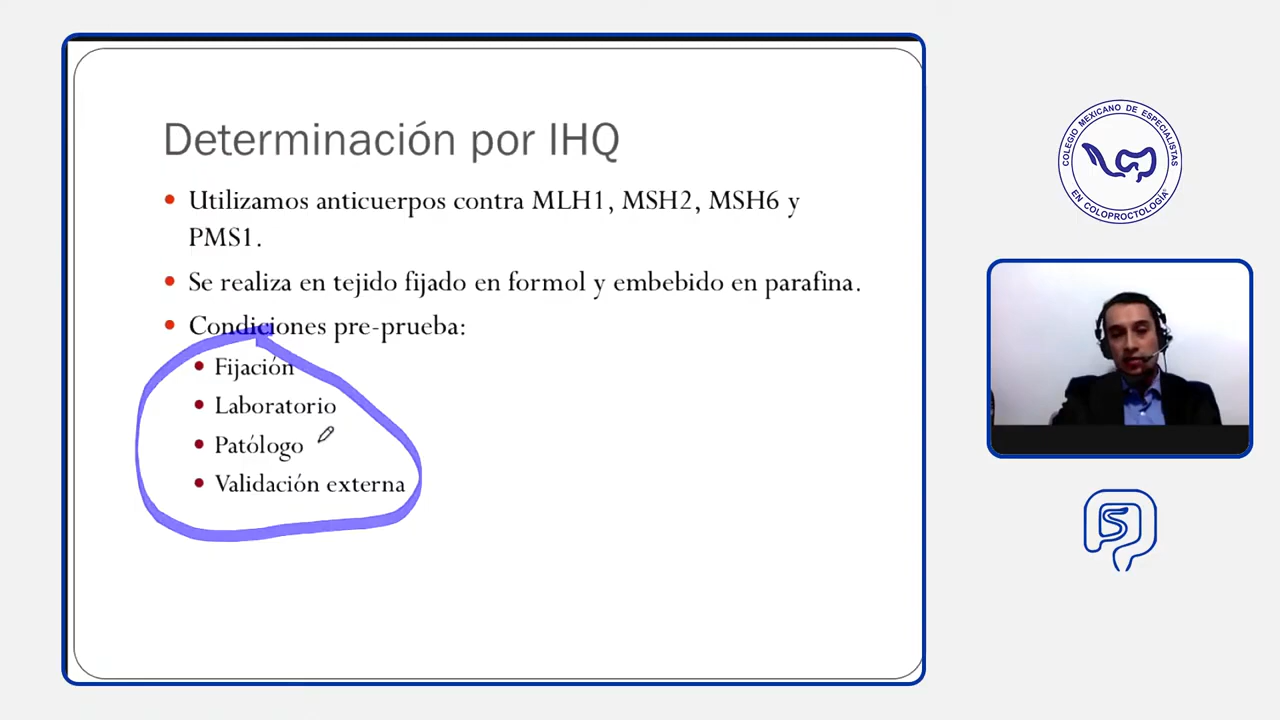 Determinación por IHQ
Utilizamos anticuerpos contra MLH1, MSH2, MSH6 y
PMS1.
Se realiza en tejido fijado en formol y embebido en parafina.
Condiciones pre-prueba:
Fijación
Laboratorio
Patólogo
Validación externa
COLEGIO MEXICANO DE ESPECIALISTAS
EN COLOPROCTOLOGÍA